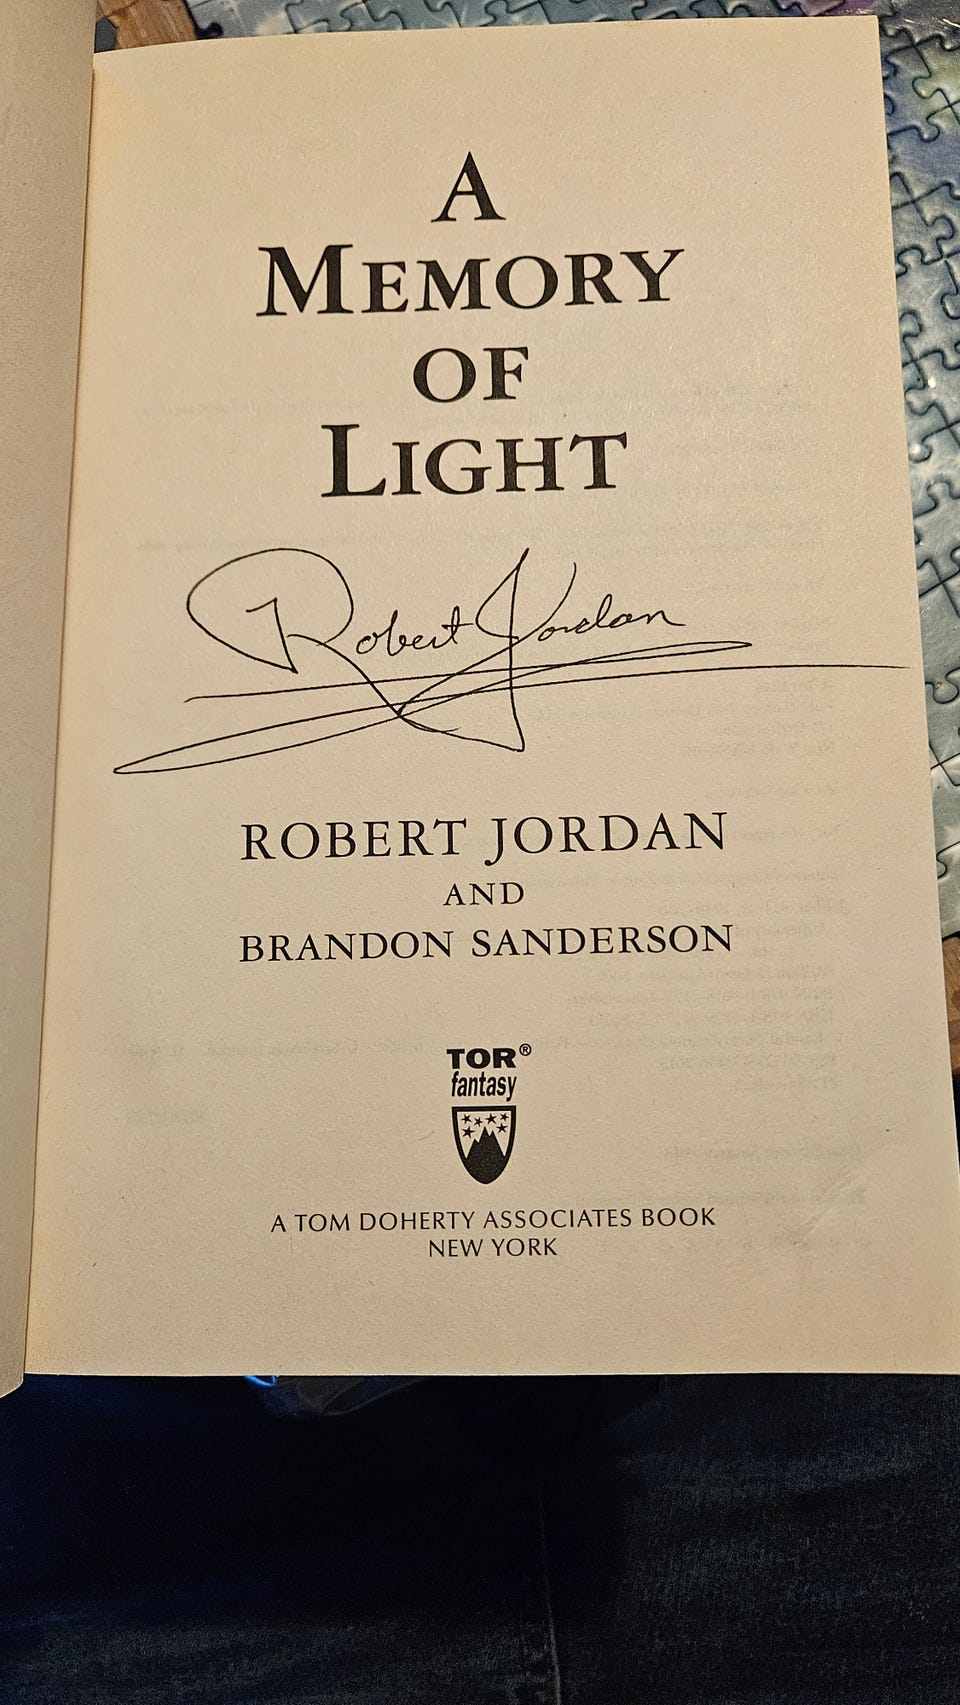 A
MEMORY
OF
LIGHT
Robert Jordan
ROBERT JORDAN
AND
BRANDON SANDERSON
TOR®
fantasy
A TOM DOHERTY ASSOCIATES BOOK
NEW YORK